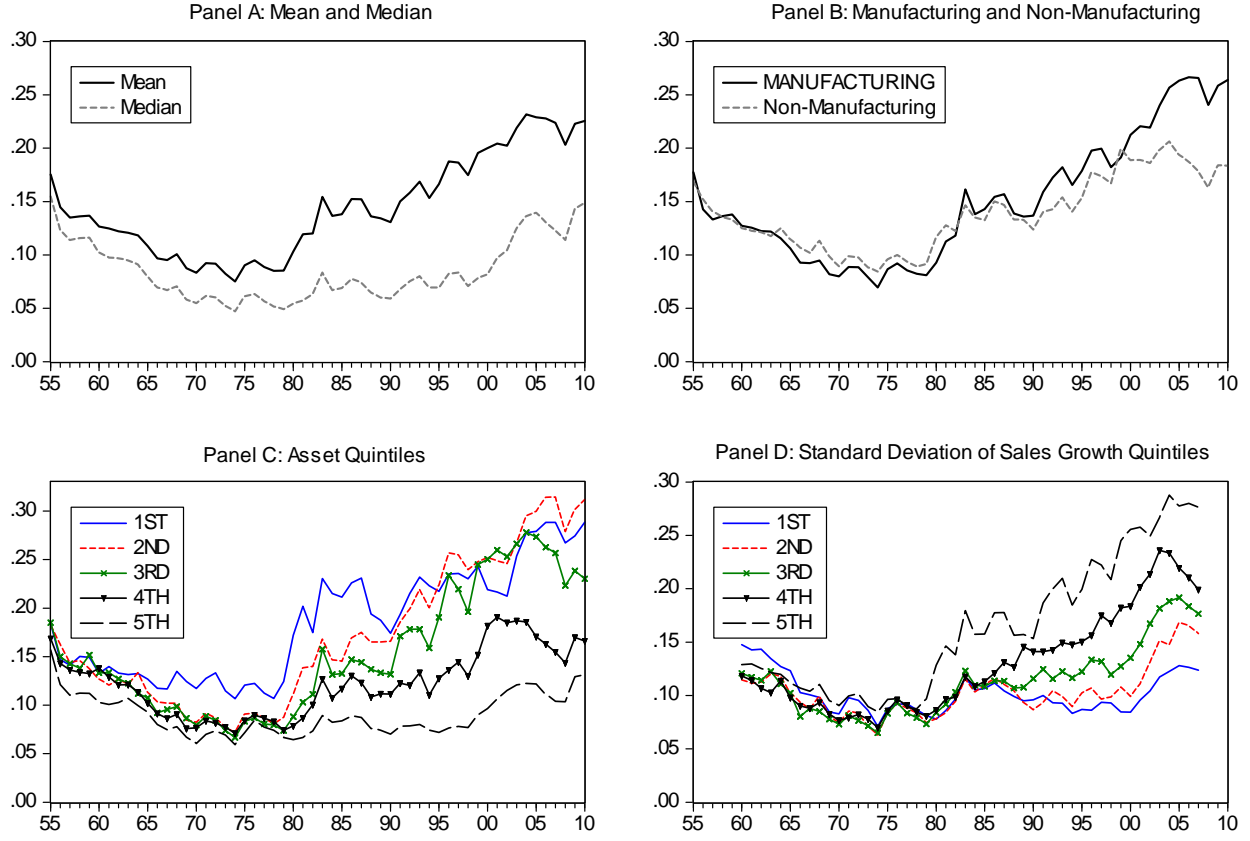 Panel A: Mean and Median
.30
.25
.20
.15
.10
.05
.00
Mean
Median
55 60 65 70 75 80 85 90 95 00 05 10
Panel B: Manufacturing and Non-Manufacturing
.30
.25
.20
.15
.10
.05
.00
MANUFACTURING
Non-Manufacturing
55 60 65 70 75 80 85 90 95 00 05 10
Panel C: Asset Quintiles
.30
.25
.20
.15
.10
.05
.00
1ST
2ND
3RD
4TH
5TH
55 60 65 70 75 80 85 90 95 00 05 10
Panel D: Standard Deviation of Sales Growth Quintiles
.30
.25
.20
.15
.10
.05
.00
1ST
2ND
3RD
4TH
5TH
55 60 65 70 75 80 85 90 95 00 05 10